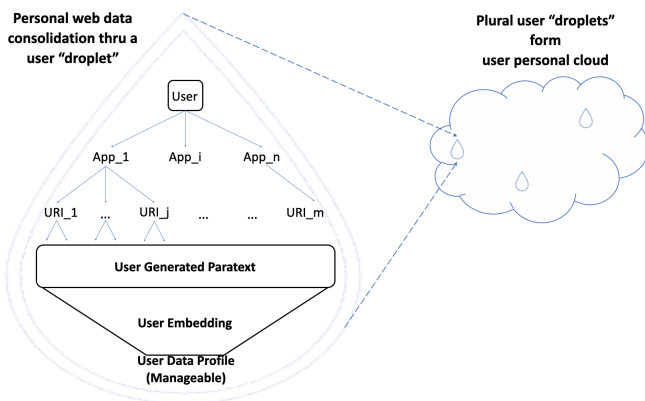 Personal web data
consolidation thru a
user “droplet”
Plural user “droplets”
form
user personal cloud
User
App_1 App_i App_n
URI_1 ... URI_j ... ... URI_m
User Generated Paratext
User Embedding
User Data Profile
(Manageable)